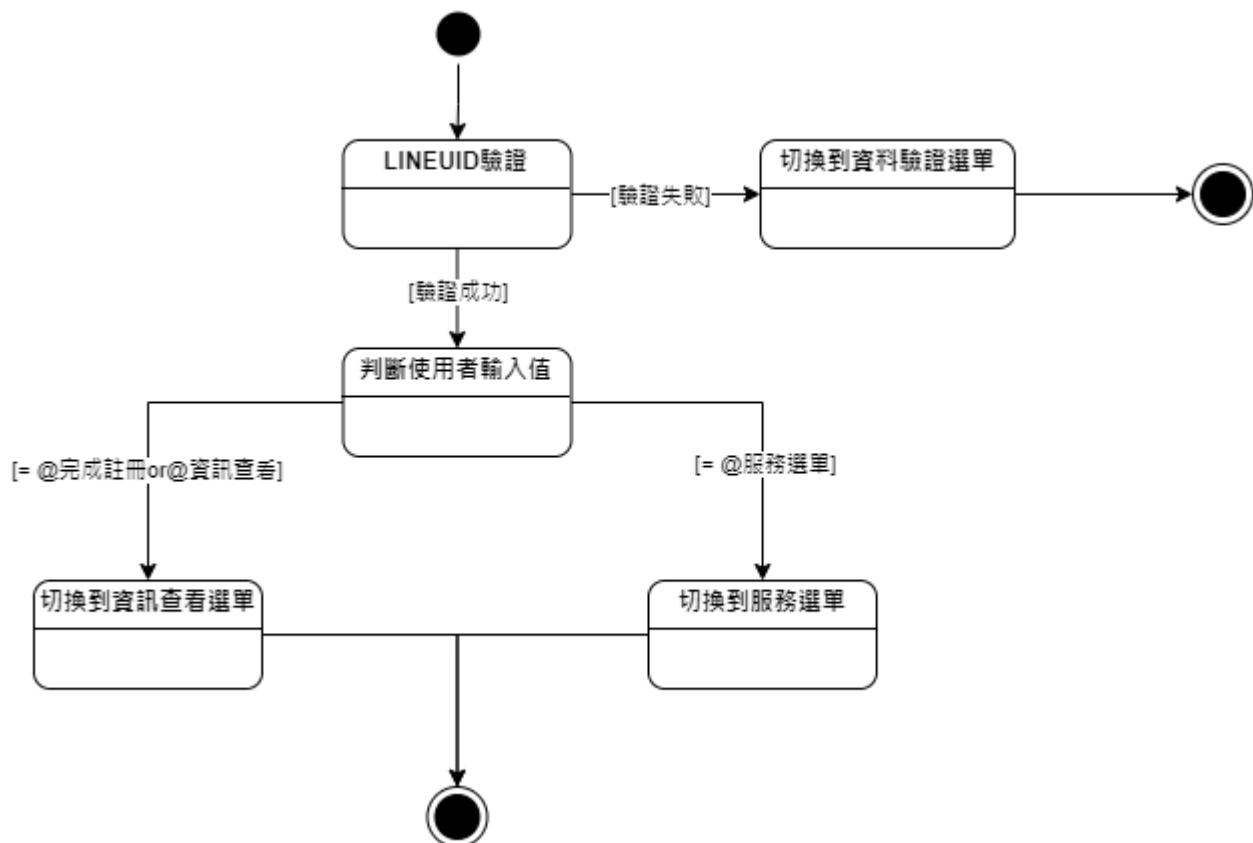 LINEUID驗證
切換到資料驗證選單
[驗證失敗]
[驗證成功]
判斷使用者輸入值
[= @完成註冊or@資訊查看]
[= @服務選單]
切換到資訊查看選單
切換到服務選單